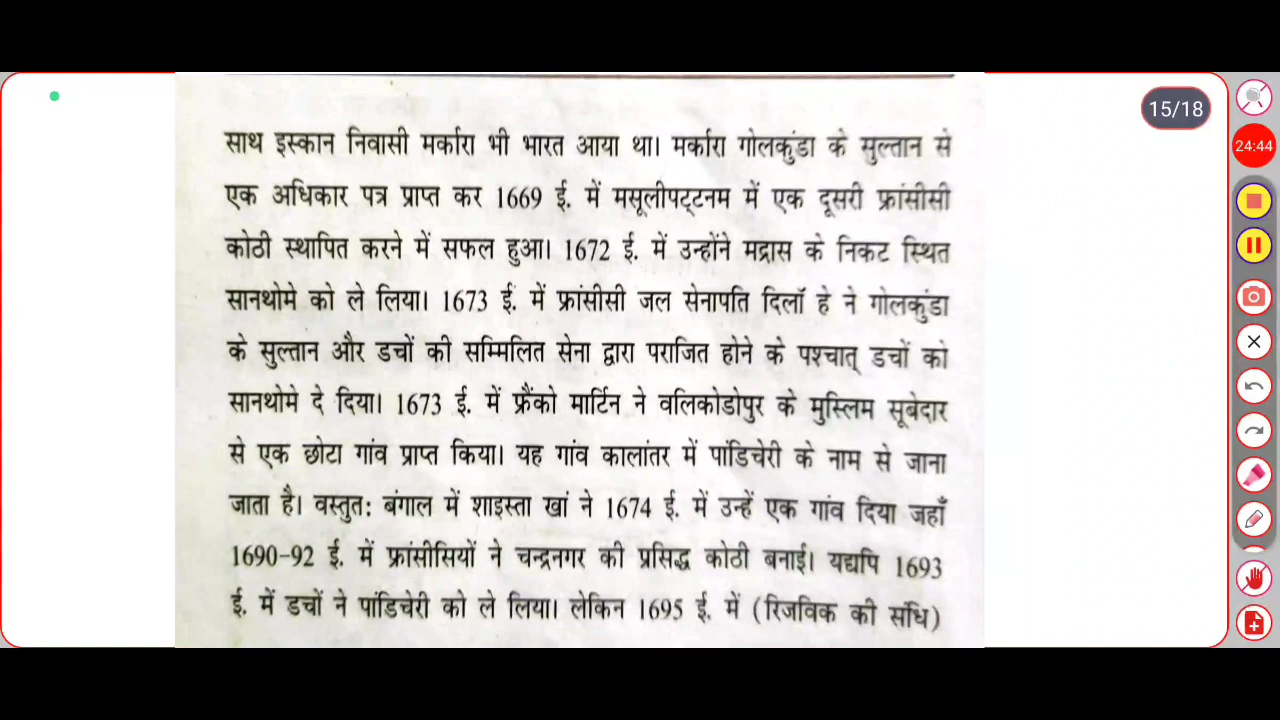 15/18
24:44
साथ इस्कान निवासी मर्कारा भी भारत आया था। मर्कारा गोलकुंडा के सुल्तान से
एक अधिकार पत्र प्राप्त कर 1669 ई. में मसूलीपट्टनम में एक दूसरी फ्रांसीसी
कोठी स्थापित करने में सफल हुआ। 1672 ई. में उन्होंने मद्रास के निकट स्थित
सानथोमे को ले लिया। 1673 ई. में फ्रांसीसी जल सेनापति दिलॉ हे ने गोलकुंडा
के सुल्तान और डचों की सम्मिलित सेना द्वारा पराजित होने के पश्चात् डचों को
सानथोमे दे दिया। 1673 ई. में फ्रैंको मार्टिन ने वलिकोडोपुर के मुस्लिम सूबेदार
से एक छोटा गांव प्राप्त किया। यह गांव कालांतर में पांडिचेरी के नाम से जाना
जाता है। वस्तुत: बंगाल में शाइस्ता खां ने 1674 ई. में उन्हें एक गांव दिया जहाँ
1690-92 ई. में फ्रांसीसियों ने चन्द्रनगर की प्रसिद्ध कोठी बनाई। यद्यपि 1693
ई. में डचों ने पांडिचेरी को ले लिया। लेकिन 1695 ई. में (रिजविक की संधि)